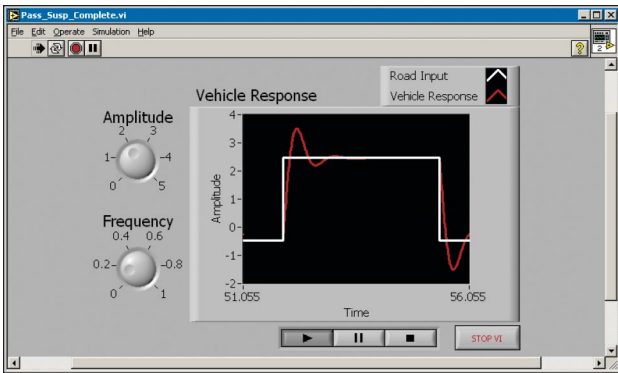 Pass_Susp_Complete.vi
File Edit Operate Simulation Help
2
Road Input
Vehicle Response
Vehicle Response
Amplitude
0 1 2 3 4 5
Frequency
0 0.2 0.4 0.6 0.8 1
Amplitude
4
3
2
1
0
-1
-2
51.055 56.055
Time
STOP VI